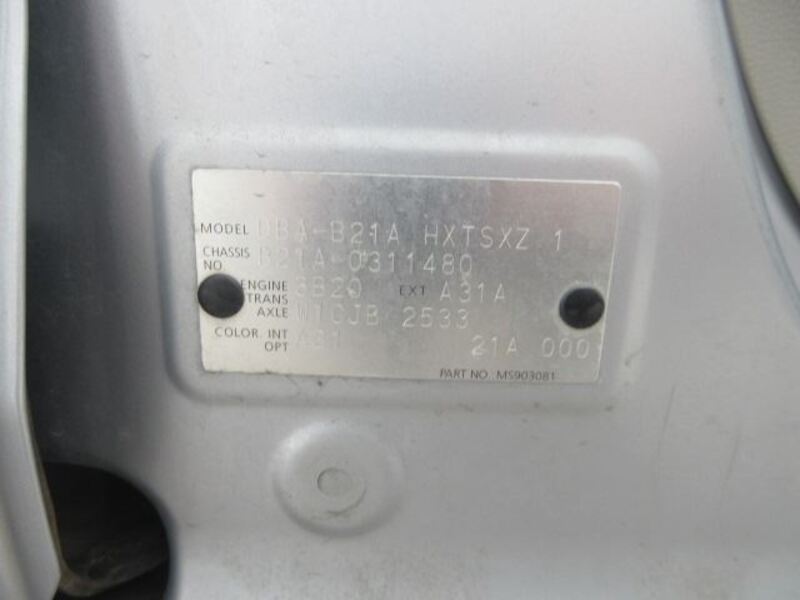 MODEL DBA-B21A HXTSXZ 1
CHASSIS NO. B21A-0311480
ENGINE 3B20 EXT A31A
TRANS AXLE W1CJB 2533
COLOR. INT OPT A31 21A 000
PART NO.:MS903081